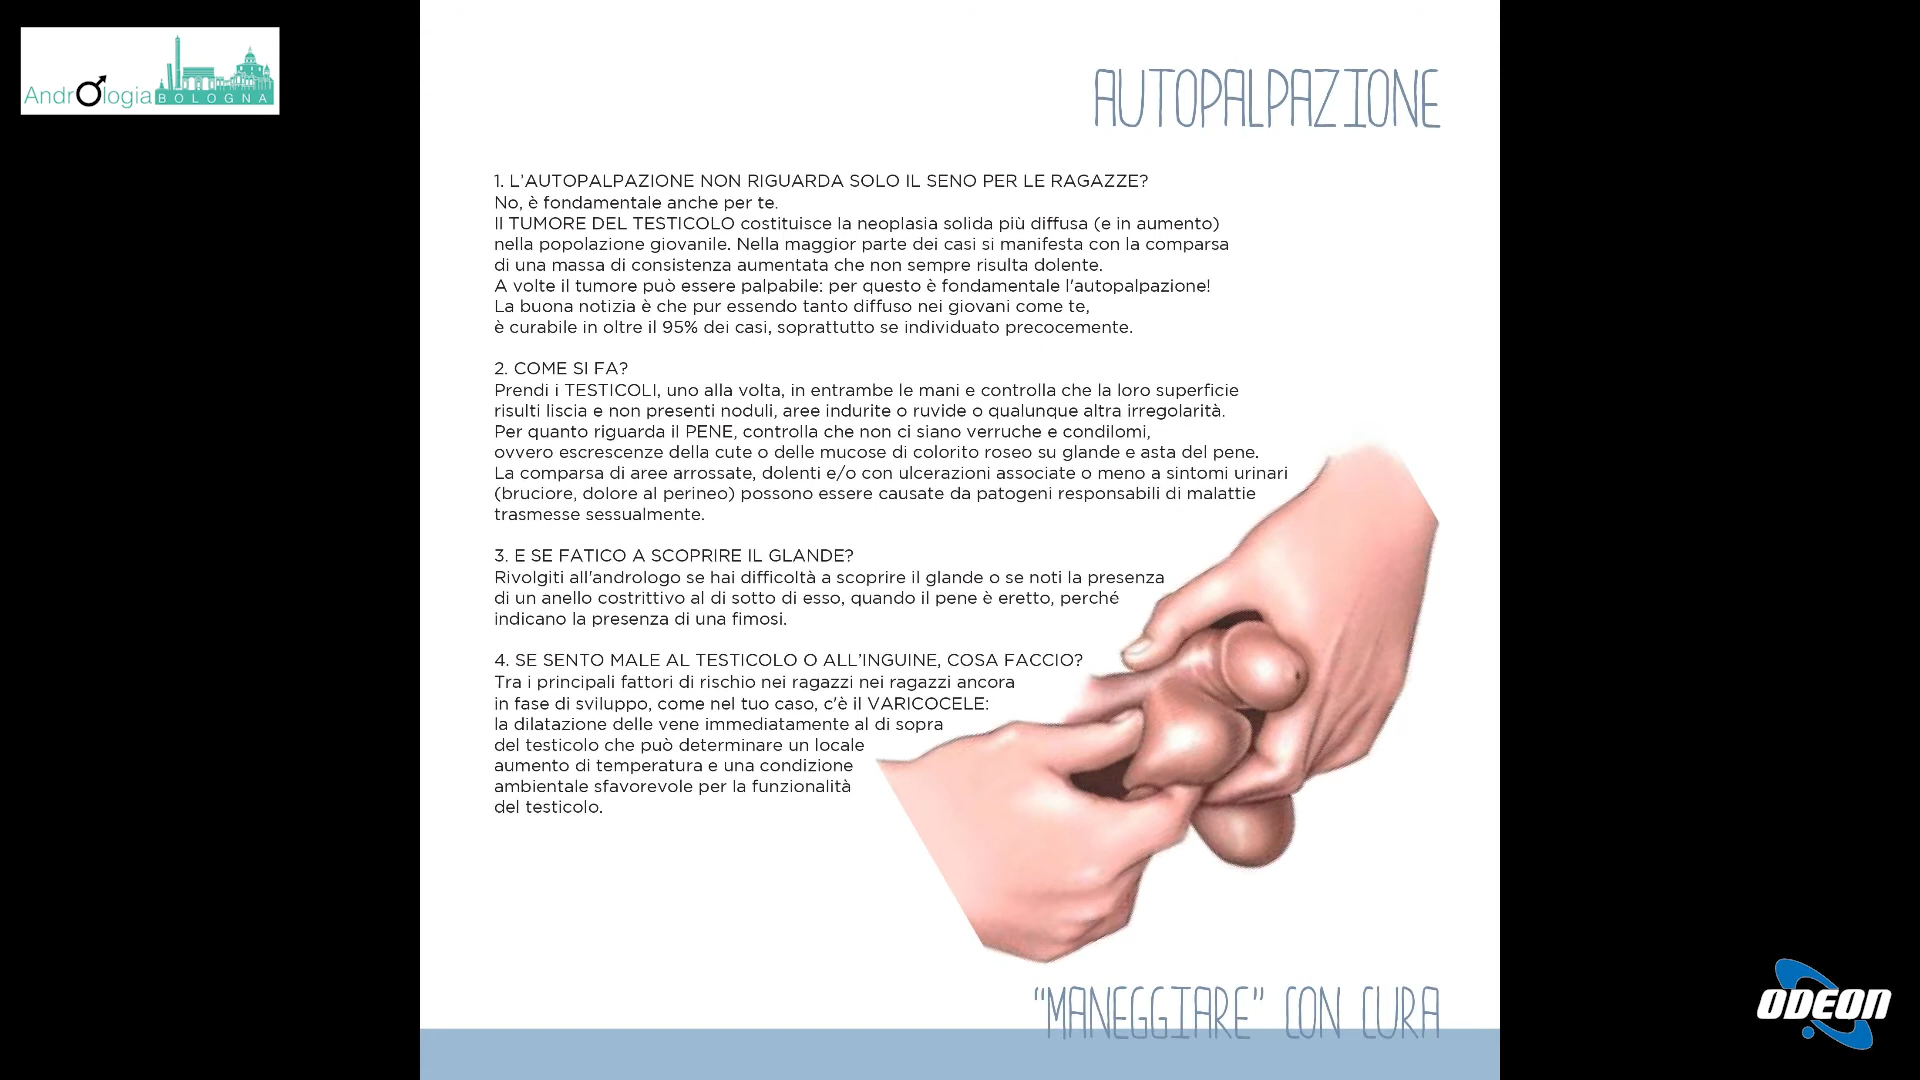 Andrologia
BOLOGNA
AUTOPALPAZIONE
1. L'AUTOPALPAZIONE NON RIGUARDA SOLO IL SENO PER LE RAGAZZE?
No, è fondamentale anche per te.
Il TUMORE DEL TESTICOLO costituisce la neoplasia solida più diffusa (e in aumento)
nella popolazione giovanile. Nella maggior parte dei casi si manifesta con la comparsa
di una massa di consistenza aumentata che non sempre risulta dolente.
A volte il tumore può essere palpabile: per questo è fondamentale l'autopalpazione!
La buona notizia è che pur essendo tanto diffuso nei giovani come te,
è curabile in oltre il 95% dei casi, soprattutto se individuato precocemente.
2. COME SI FA?
Prendi i TESTICOLI, uno alla volta, in entrambe le mani e controlla che la loro superficie
risulti liscia e non presenti noduli, aree indurite o ruvide o qualunque altra irregolarità.
Per quanto riguarda il PENE, controlla che non ci siano verruche e condilomi,
ovvero escrescenze della cute o delle mucose di colorito roseo su glande e asta del pene.
La comparsa di aree arrossate, dolenti e/o con ulcerazioni associate o meno a sintomi urinari
(bruciore, dolore al perineo) possono essere causate da patogeni responsabili di malattie
trasmesse sessualmente.
3. E SE FATICO A SCOPRIRE IL GLANDE?
Rivolgiti all'andrologo se hai difficoltà a scoprire il glande o se noti la presenza
di un anello costrittivo al di sotto di esso, quando il pene è eretto, perché
indicano la presenza di una fimosi.
4. SE SENTO MALE AL TESTICOLO O ALL'INGUINE, COSA FACCIO?
Tra i principali fattori di rischio nei ragazzi nei ragazzi ancora
in fase di sviluppo, come nel tuo caso, c'è il VARICOCELE:
la dilatazione delle vene immediatamente al di sopra
del testicolo che può determinare un locale
aumento di temperatura e una condizione
ambientale sfavorevole per la funzionalità
del testicolo.
"MANEGGIARE" CON CURA
ODEON